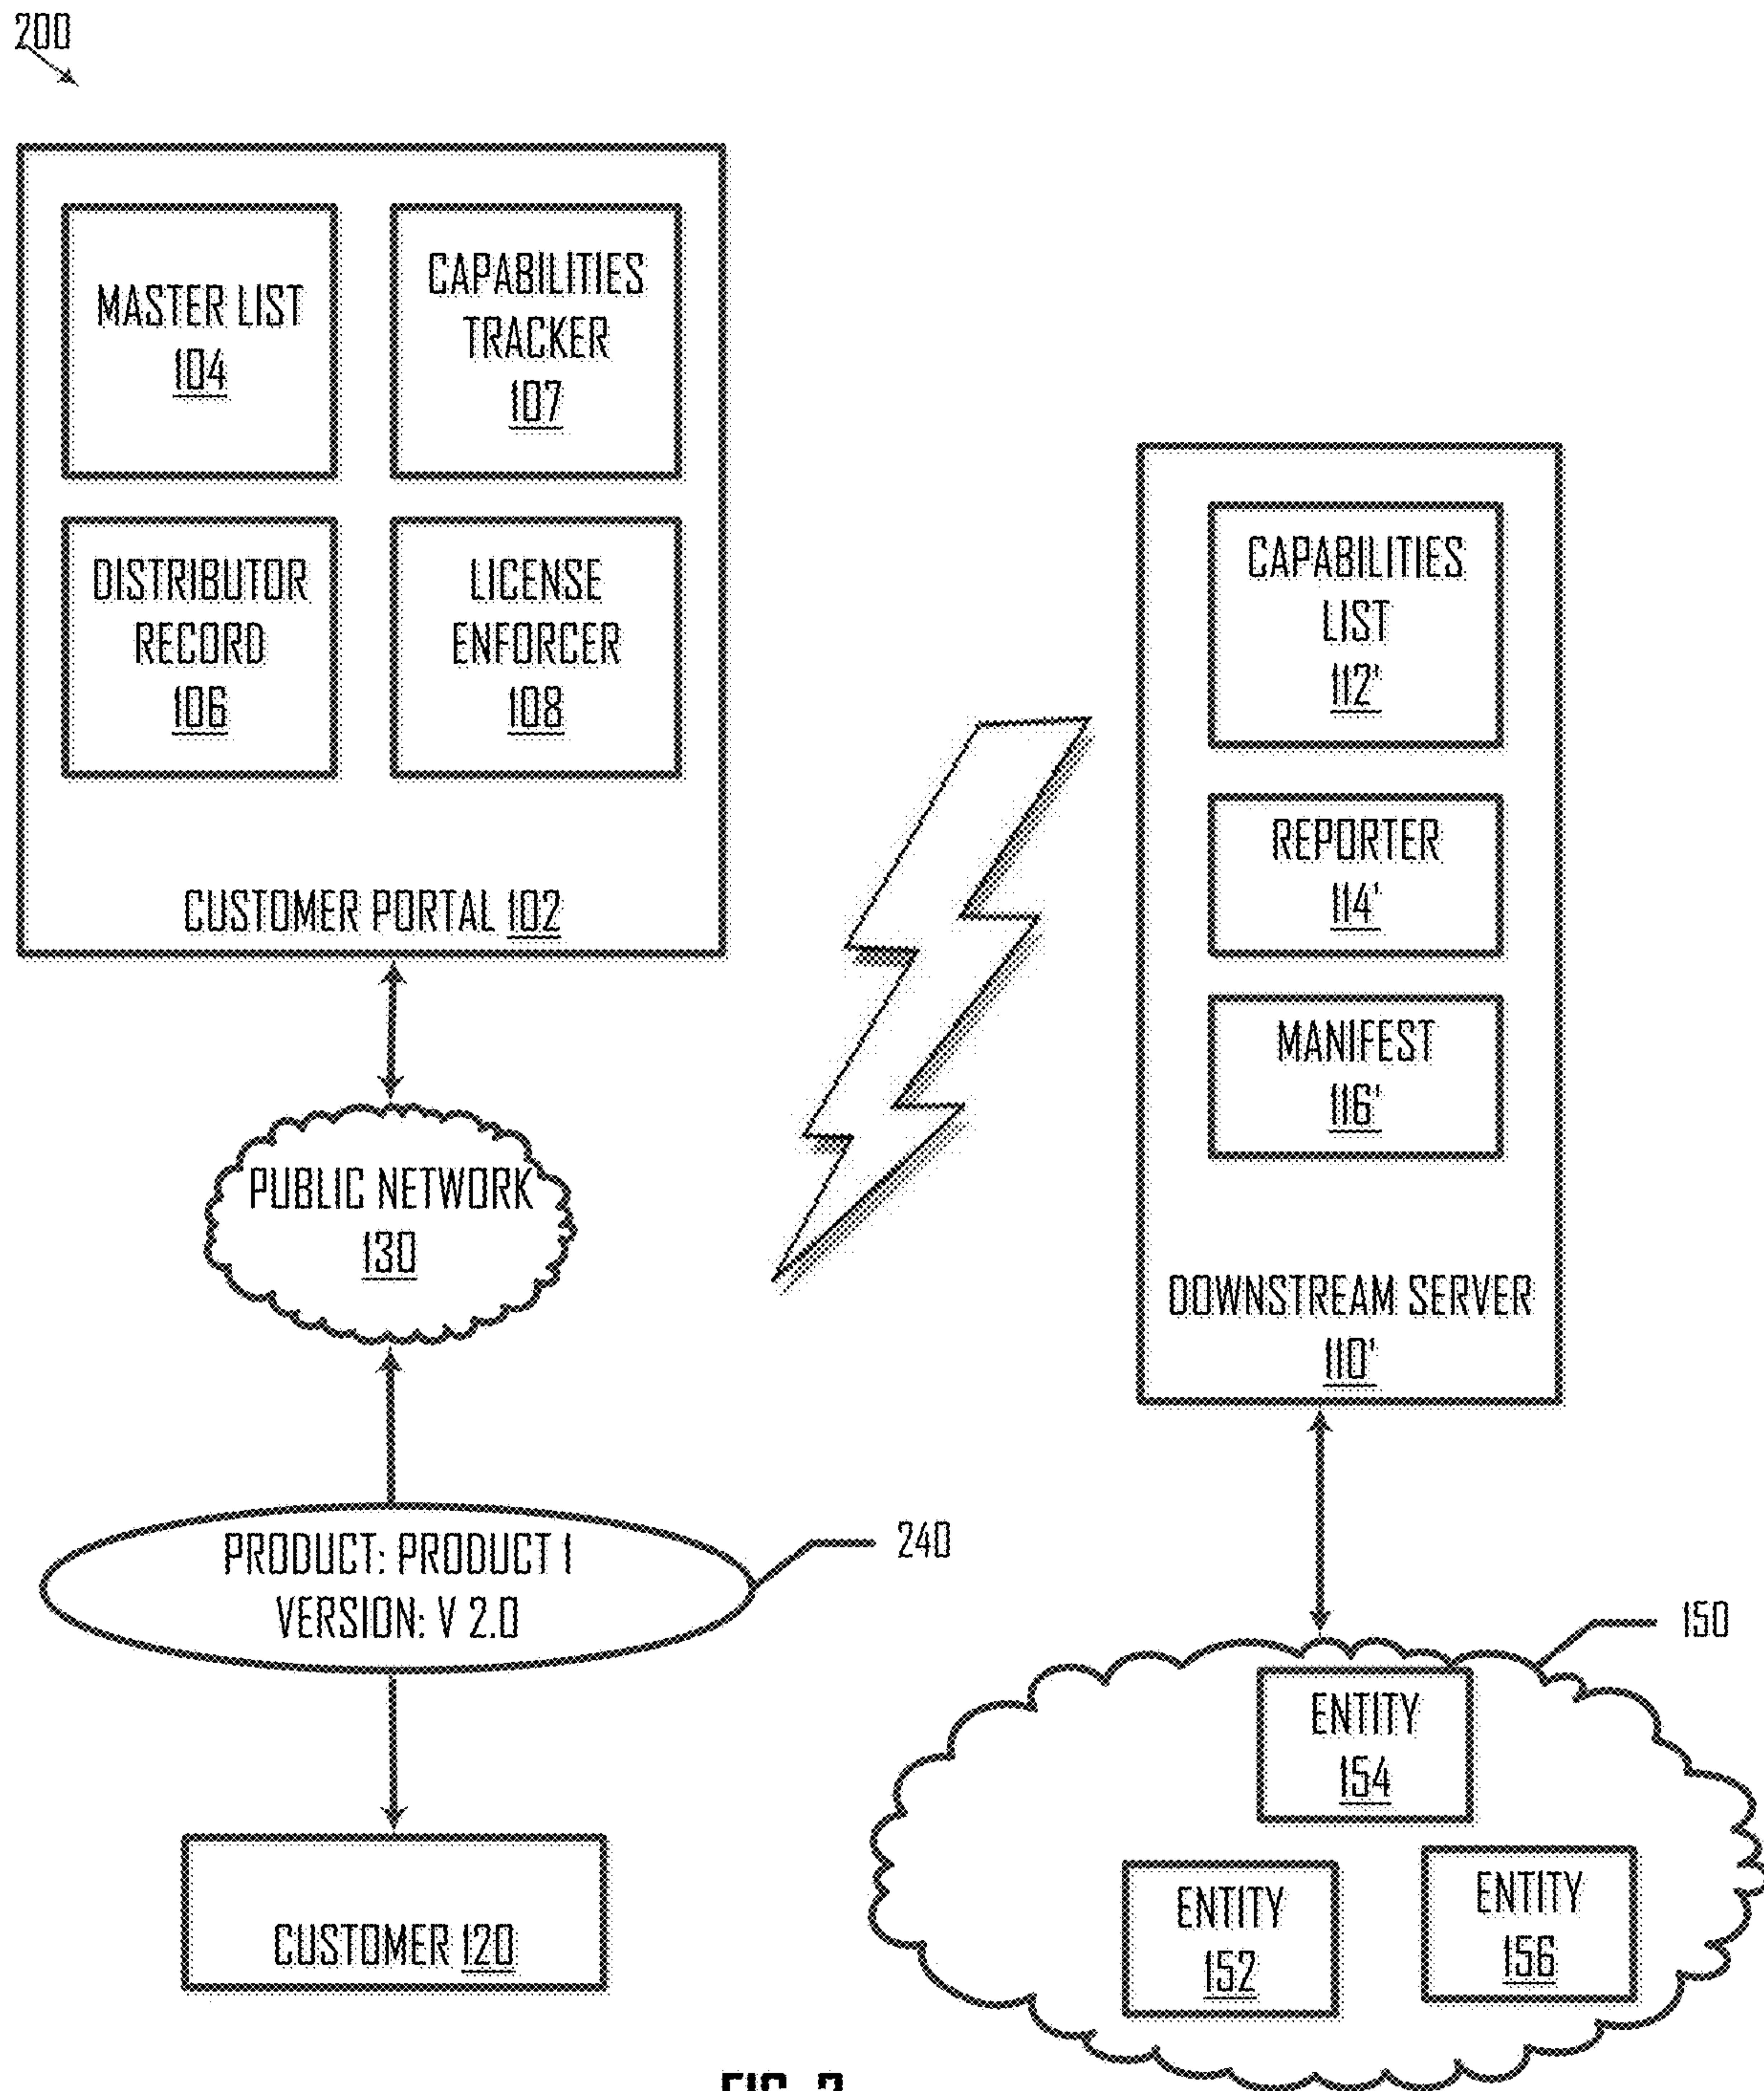 200
MASTER LIST
104
CAPABILITIES
TRACKER
107
DISTRIBUTOR
RECORD
106
LICENSE
ENFORCER
108
CUSTOMER PORTAL 102
CAPABILITIES
LIST
112'
REPORTER
114'
MANIFEST
116'
DOWNSTREAM SERVER
110'
PUBLIC NETWORK
130
PRODUCT: PRODUCT 1
VERSION: V 2.0
240
CUSTOMER 120
150
ENTITY
154
ENTITY
152
ENTITY
156
FIG. 2